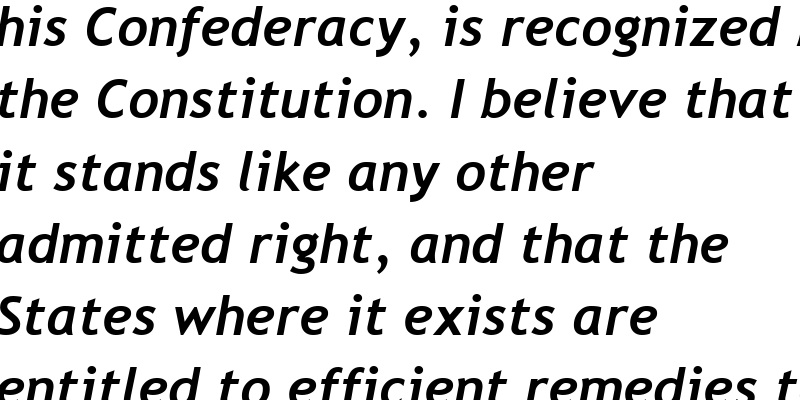 his Confederacy, is recognized
the Constitution. I believe that
it stands like any other
admitted right, and that the
States where it exists are
entitled to efficient remedies